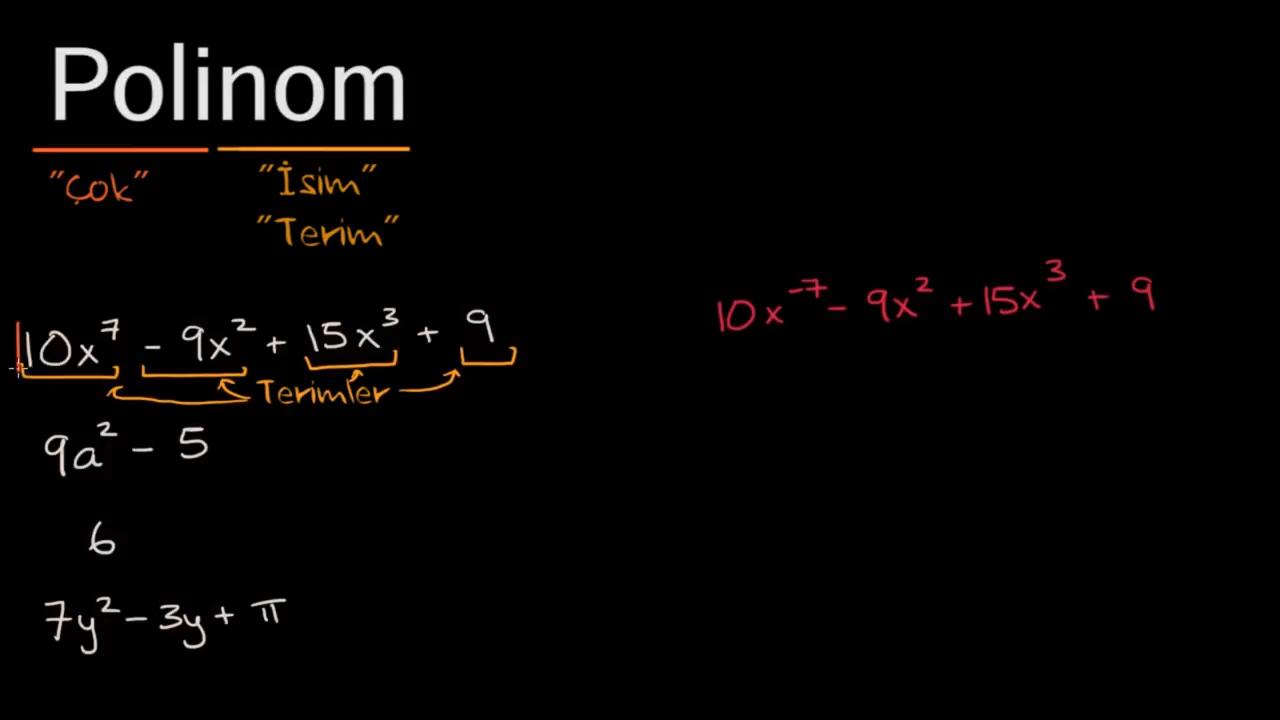 Polinom
"Çok" "İsim"
"Terim"
10x⁷ - 9x² + 15x³ + 9
Terimler
9a² - 5
6
7y² - 3y + π
10x⁻⁷ - 9x² + 15x³ + 9